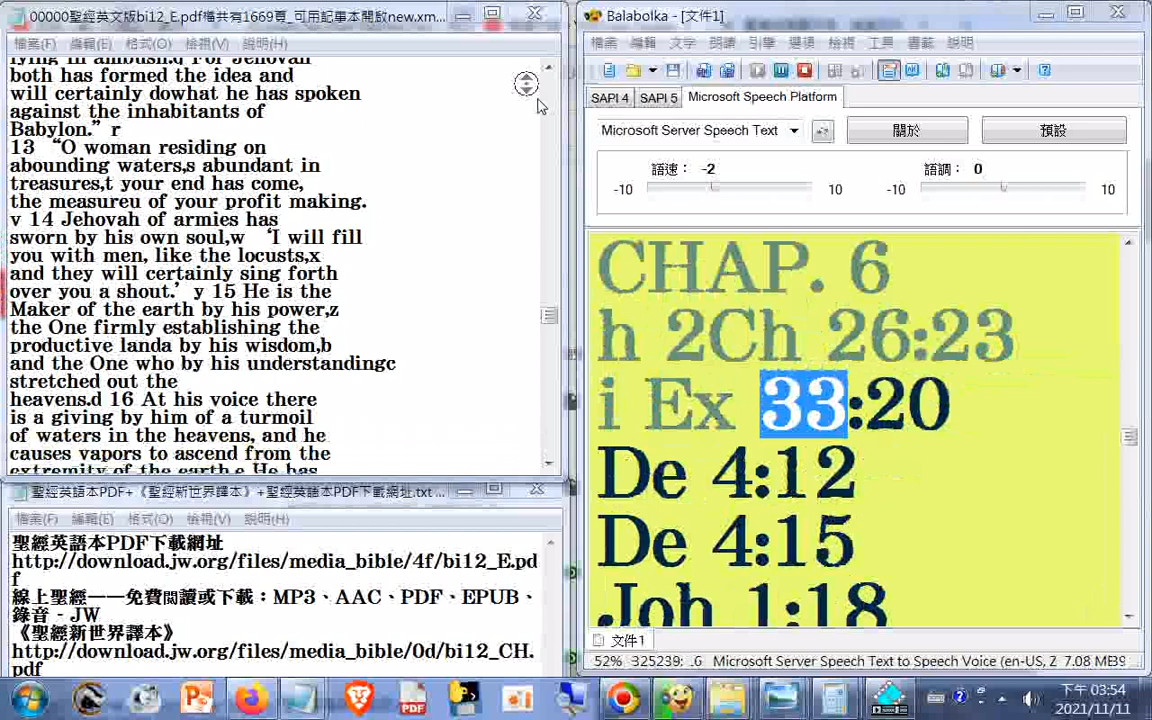 00000聖經英文版bi12_E.pdf檔共有1669頁_可用記事本開啟new.xm...
檔案(F) 編輯(E) 格式(O) 檢視(V) 說明(H)
lying in ambush.q For Jehovah
both has formed the idea and
will certainly dowhat he has spoken
against the inhabitants of
Babylon.” r
13 “O woman residing on
abounding waters,s abundant in
treasures,t your end has come,
the measureu of your profit making.
v 14 Jehovah of armies has
sworn by his own soul,w ‘I will fill
you with men, like the locusts,x
and they will certainly sing forth
over you a shout.’ y 15 He is the
Maker of the earth by his power,z
the One firmly establishing the
productive landa by his wisdom,b
and the One who by his understandingc
stretched out the
heavens.d 16 At his voice there
is a giving by him of a turmoil
of waters in the heavens, and he
causes vapors to ascend from the
extremity of the earth.e He has
聖經英語本PDF+《聖經新世界譯本》+聖經英語本PDF下載網址.txt ...
檔案(F) 編輯(E) 格式(O) 檢視(V) 說明(H)
聖經英語本PDF下載網址
http://download.jw.org/files/media_bible/4f/bi12_E.pd
f
線上聖經──免費閱讀或下載：MP3、AAC、PDF、EPUB、
錄音 - JW
《聖經新世界譯本》
http://download.jw.org/files/media_bible/0d/bi12_CH.
pdf
Balabolka - [文件1]
檔案 編輯 文字 朗讀 引擎 選項 檢視 工具 書籤 說明
SAPI 4 SAPI 5 Microsoft Speech Platform
Microsoft Server Speech Text 關於 預設
語速： -2 語調： 0
-10 10 -10 10
CHAP. 6
h 2Ch 26:23
i Ex 33:20
De 4:12
De 4:15
Joh 1:18
文件1
52% 325239: .6 Microsoft Server Speech Text to Speech Voice (en-US, Z 7.08 MB
下午 03:54
2021/11/11